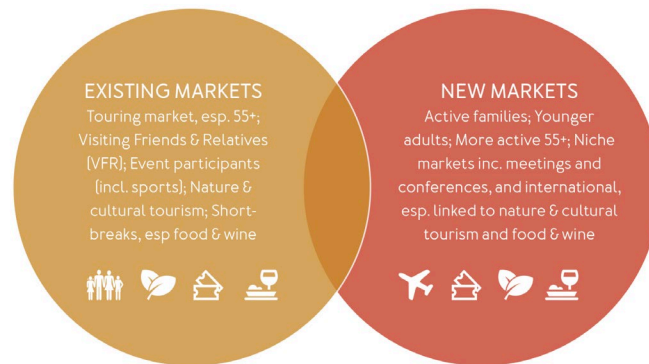 EXISTING MARKETS
Touring market, esp. 55+;
Visiting Friends & Relatives
(VFR); Event participants
(incl. sports); Nature &
cultural tourism; Short-
breaks, esp food & wine
NEW MARKETS
Active families; Younger
adults; More active 55+; Niche
markets inc. meetings and
conferences, and international,
esp. linked to nature & cultural
tourism and food & wine